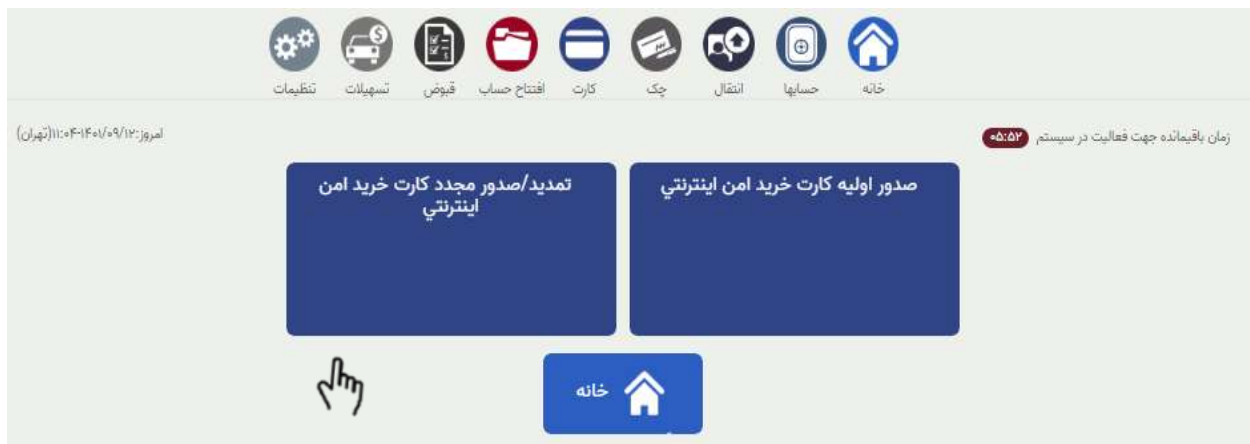 خانه
حسابها
انتقال
چک
کارت
افتتاح حساب
قبوض
تسهیلات
تنظیمات
زمان باقیمانده جهت فعالیت در سیستم ۰۵:۵۲
امروز:۱۴۰۱/۰۹/۱۲-۱۱:۰۴(تهران)
صدور اولیه کارت خرید امن اینترنتي
تمدید/صدور مجدد کارت خرید امن
اینترنتي
خانه